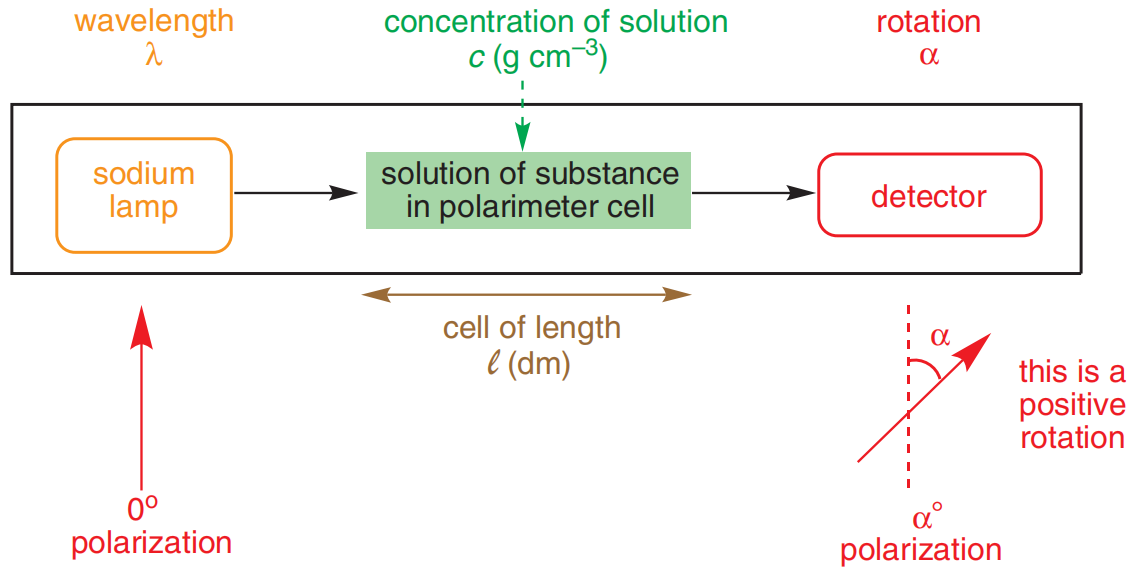 wavelength
λ
concentration of solution
c (g cm⁻³)
rotation
α
sodium
lamp
solution of substance
in polarimeter cell
detector
cell of length
ℓ (dm)
α
this is a
positive
rotation
0º
polarization
α°
polarization